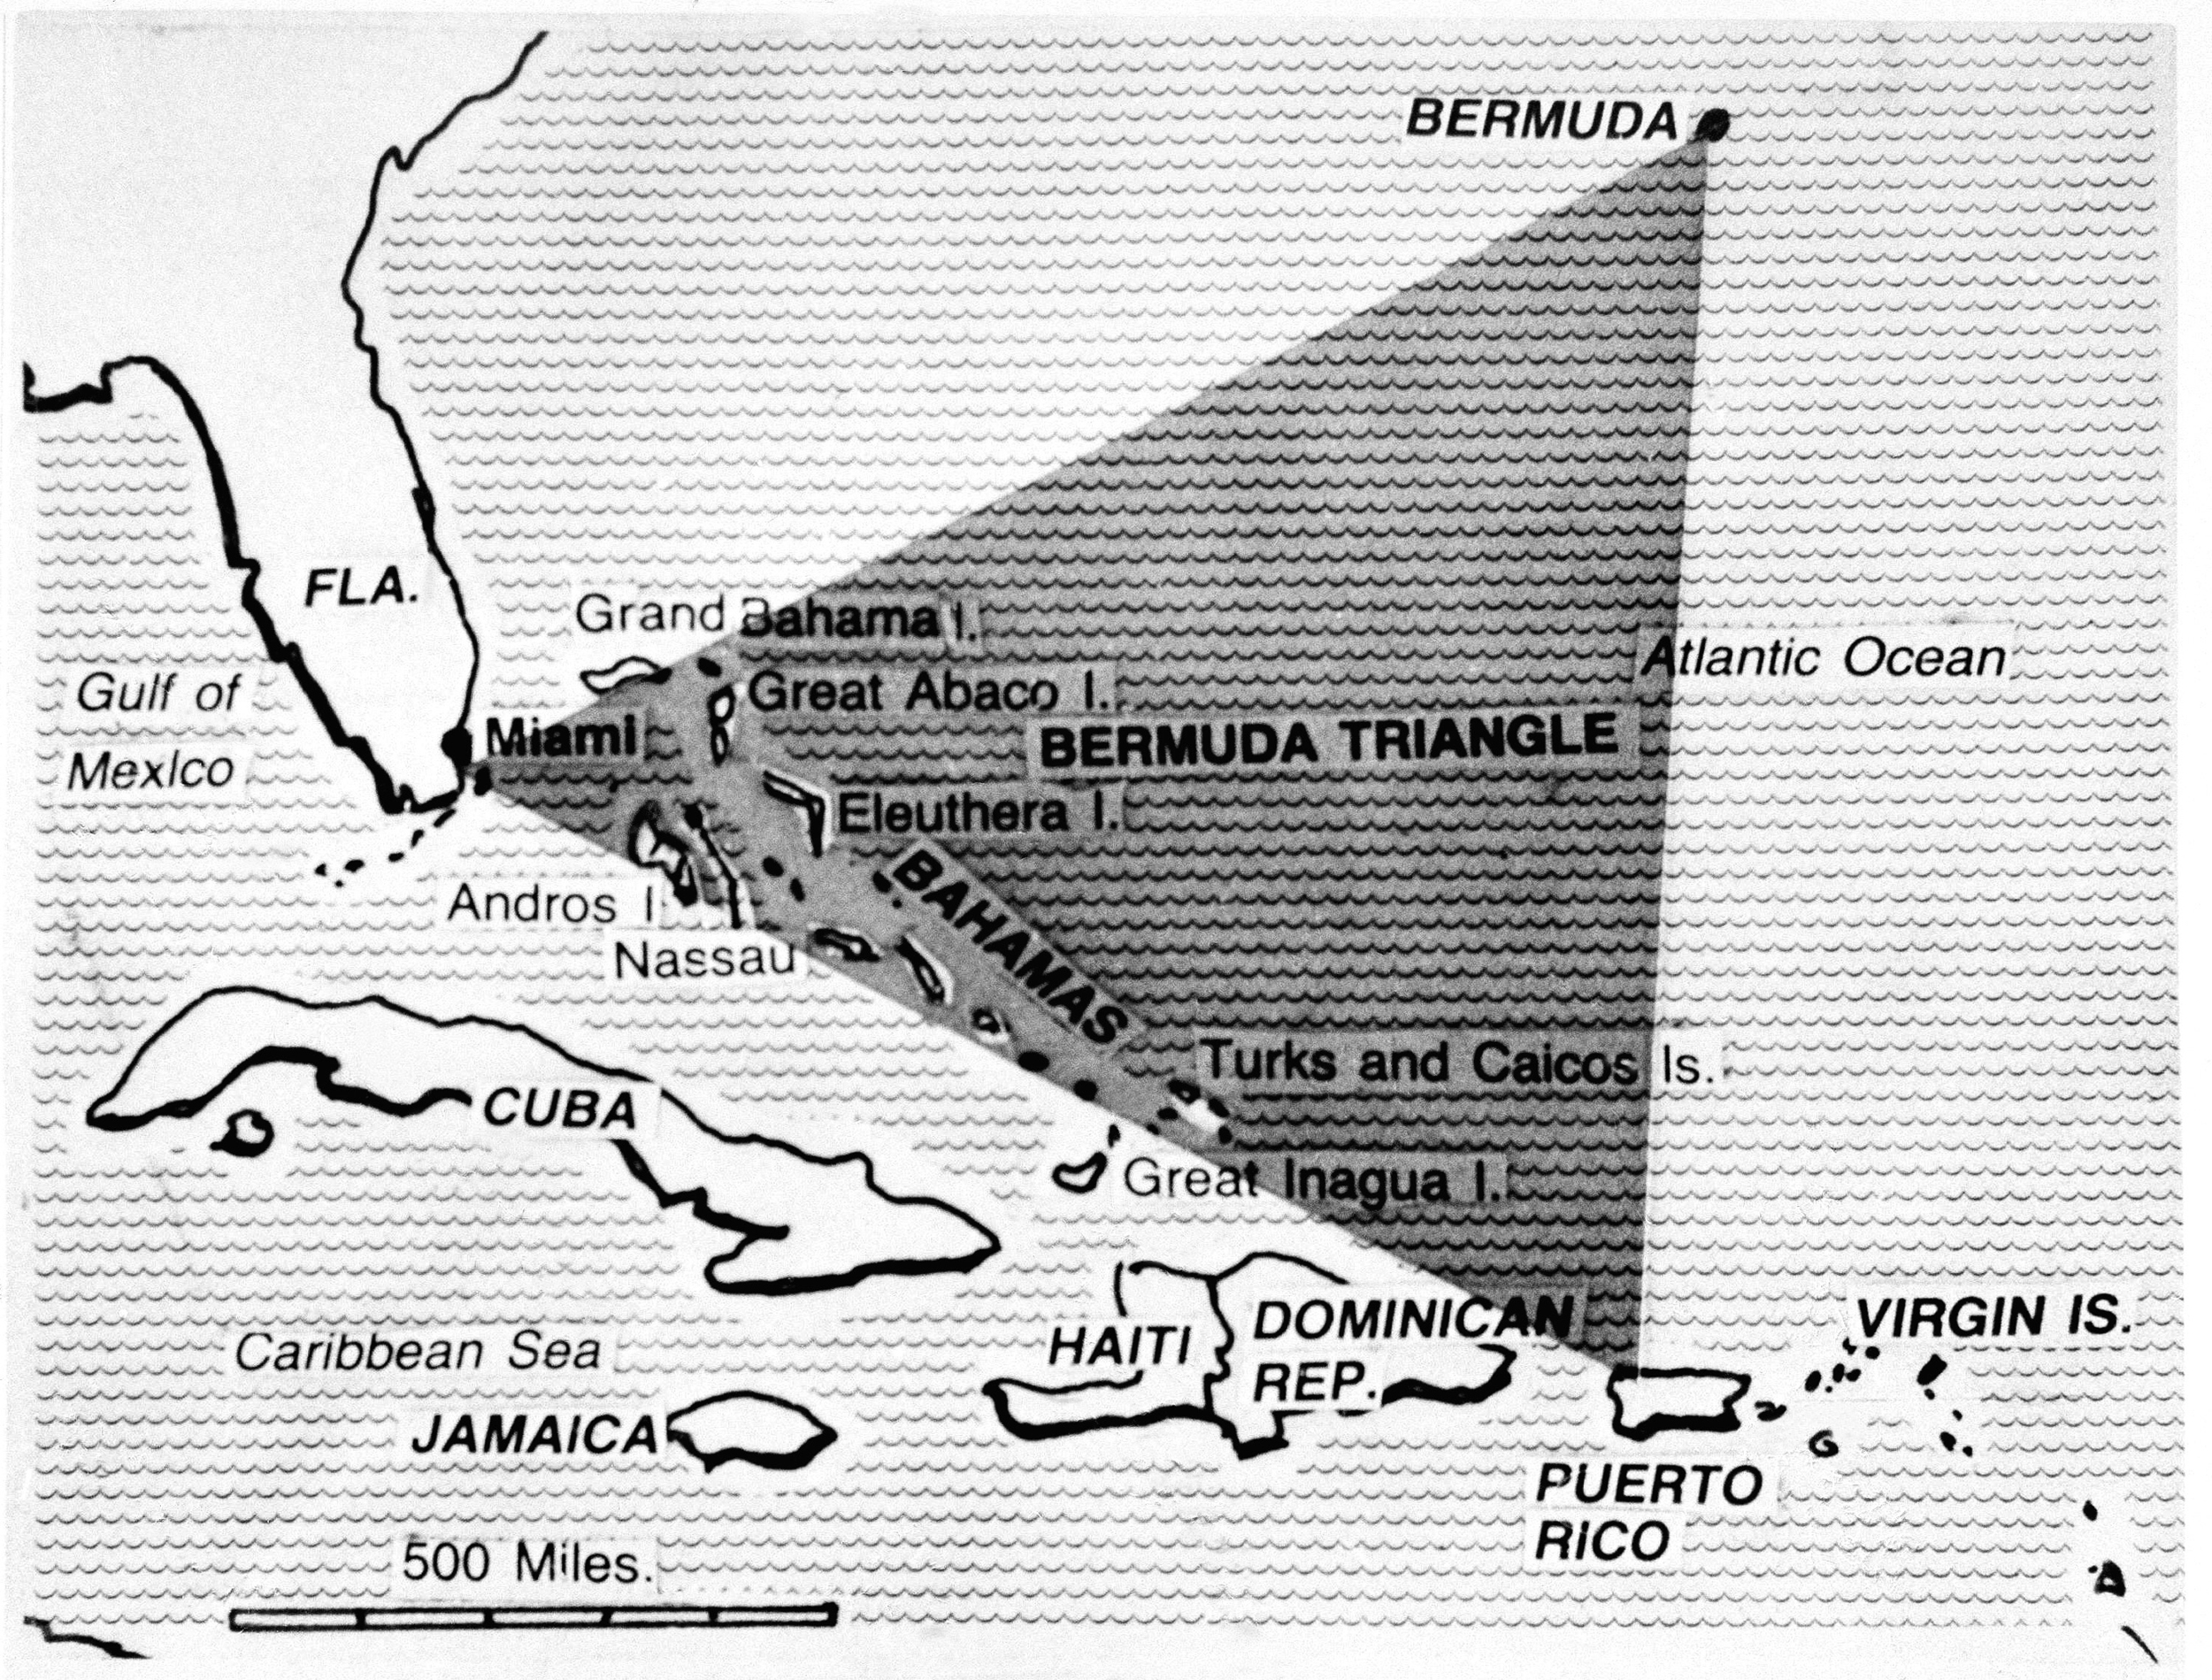 BERMUDA
FLA.
Grand Bahama I.
Atlantic Ocean
Gulf of
Mexico
Great Abaco I.
Miami
BERMUDA TRIANGLE
Eleuthera I.
Andros I
BAHAMAS
Nassau
Turks and Caicos Is.
CUBA
Great Inagua I.
VIRGIN IS.
DOMINICAN
REP.
HAITI
Caribbean Sea
JAMAICA
PUERTO
RICO
500 Miles.